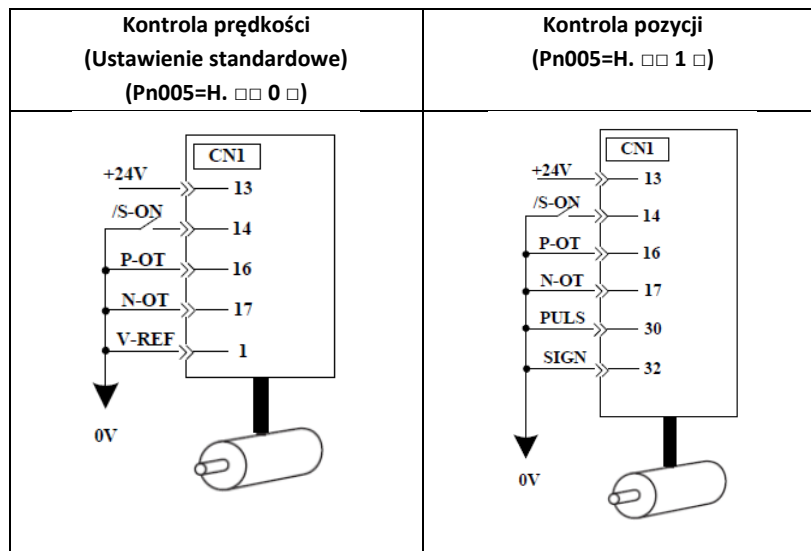 Kontrola prędkości
(Ustawienie standardowe)
(Pn005=H. □□ 0 □)
Kontrola pozycji
(Pn005=H. □□ 1 □)
CN1
+24V
13
/S-ON
14
P-OT
16
N-OT
17
V-REF
1
0V
CN1
+24V
13
/S-ON
14
P-OT
16
N-OT
17
PULS
30
SIGN
32
0V